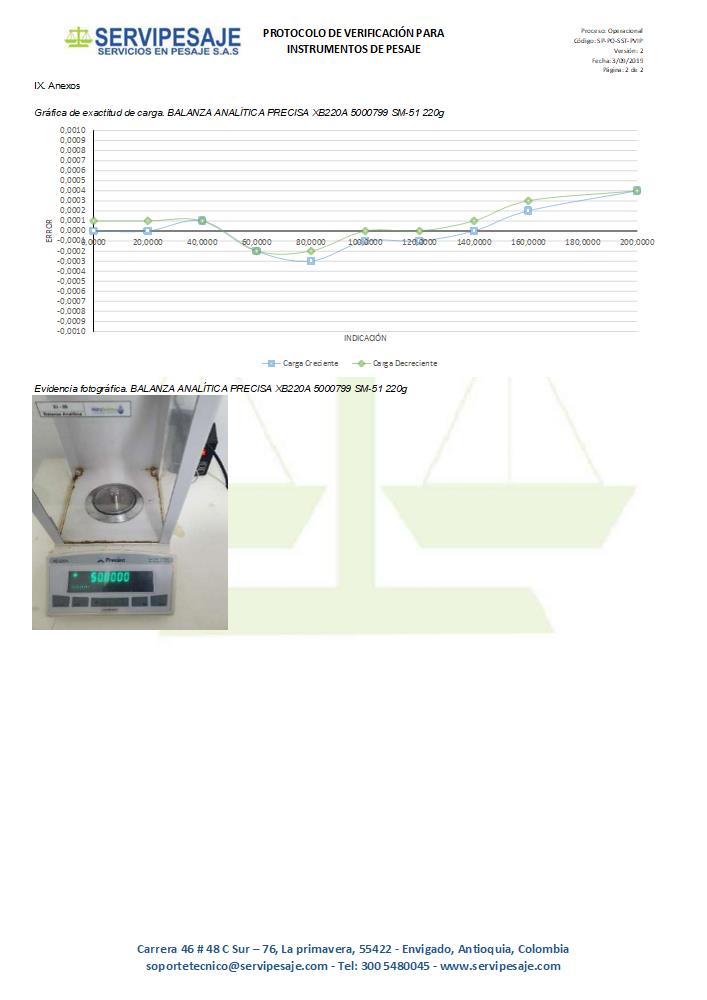 SERVIPESAJE
SERVICIOS EN PESAJE S.A.S
PROTOCOLO DE VERIFICACIÓN PARA
INSTRUMENTOS DE PESAJE
Proceso: Operacional
Código: SP-PO-SST-PVIP
Versión: 2
Fecha: 3/09/2019
Página: 2 de 2
IX. Anexos
Gráfica de exactitud de carga. BALANZA ANALÍTICA PRECISA XB220A 5000799 SM-51 220g
0,0010
0,0009
0,0008
0,0007
0,0006
0,0005
0,0004
0,0003
0,0002
0,0001
0,0000
-0,0001
-0,0002
-0,0003
-0,0004
-0,0005
-0,0006
-0,0007
-0,0008
-0,0009
-0,0010
ERROR
0,0000 20,0000 40,0000 60,0000 80,0000 100,0000 120,0000 140,0000 160,0000 180,0000 200,0000
INDICACIÓN
Carga Creciente Carga Decreciente
Evidencia fotográfica. BALANZA ANALÍTICA PRECISA XB220A 5000799 SM-51 220g
Balanza Analítica
Precisa
50.0000
Carrera 46 # 48 C Sur – 76, La primavera, 55422 - Envigado, Antioquia, Colombia
soportetecnico@servipesaje.com - Tel: 300 5480045 - www.servipesaje.com